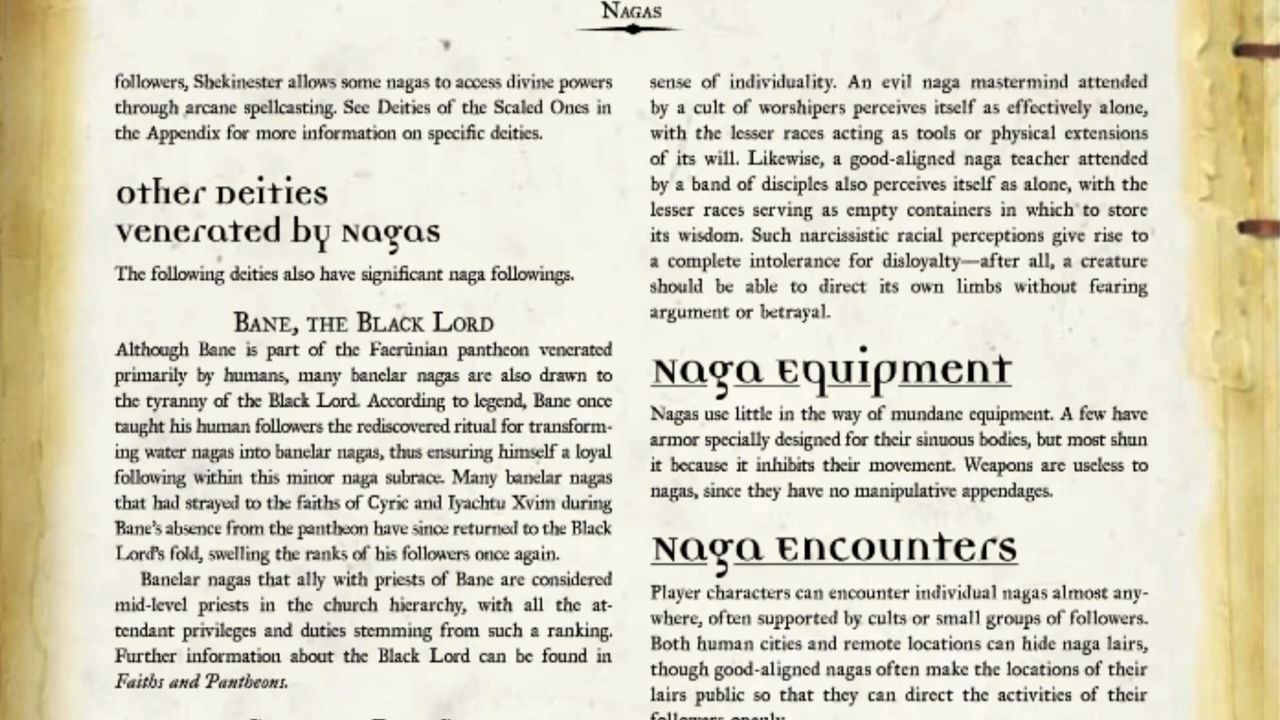 Nagas
followers, Shekinester allows some nagas to access divine powers
through arcane spellcasting. See Deities of the Scaled Ones in
the Appendix for more information on specific deities.
other Deities
venerated by Nagas
The following deities also have significant naga followings.
Bane, the Black Lord
Although Bane is part of the Faerûnian pantheon venerated
primarily by humans, many banelar nagas are also drawn to
the tyranny of the Black Lord. According to legend, Bane once
taught his human followers the rediscovered ritual for transform-
ing water nagas into banelar nagas, thus ensuring himself a loyal
following within this minor naga subrace. Many banelar nagas
that had strayed to the faiths of Cyric and Iyachtu Xvim during
Bane's absence from the pantheon have since returned to the Black
Lord's fold, swelling the ranks of his followers once again.
Banelar nagas that ally with priests of Bane are considered
mid-level priests in the church hierarchy, with all the at-
tendant privileges and duties stemming from such a ranking.
Further information about the Black Lord can be found in
Faiths and Pantheons.
sense of individuality. An evil naga mastermind attended
by a cult of worshipers perceives itself as effectively alone,
with the lesser races acting as tools or physical extensions
of its will. Likewise, a good-aligned naga teacher attended
by a band of disciples also perceives itself as alone, with the
lesser races serving as empty containers in which to store
its wisdom. Such narcissistic racial perceptions give rise to
a complete intolerance for disloyalty—after all, a creature
should be able to direct its own limbs without fearing
argument or betrayal.
Naga Equipment
Nagas use little in the way of mundane equipment. A few have
armor specially designed for their sinuous bodies, but most shun
it because it inhibits their movement. Weapons are useless to
nagas, since they have no manipulative appendages.
Naga Encounters
Player characters can encounter individual nagas almost any-
where, often supported by cults or small groups of followers.
Both human cities and remote locations can hide naga lairs,
though good-aligned nagas often make the locations of their
lairs public so that they can direct the activities of their
followers openly.